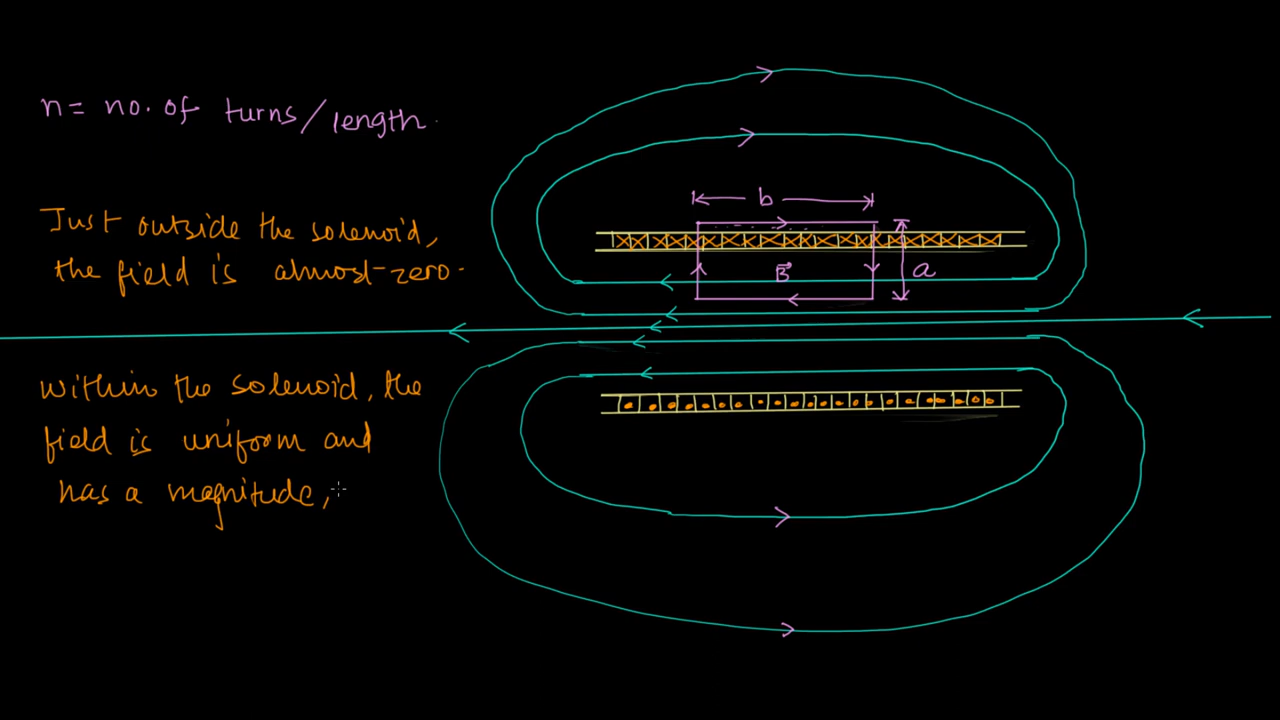 n = no. of turns/length.
Just outside the solenoid,
the field is almost-zero.
within the solenoid, the
field is uniform and
has a magnitude,
b
B⃗
a